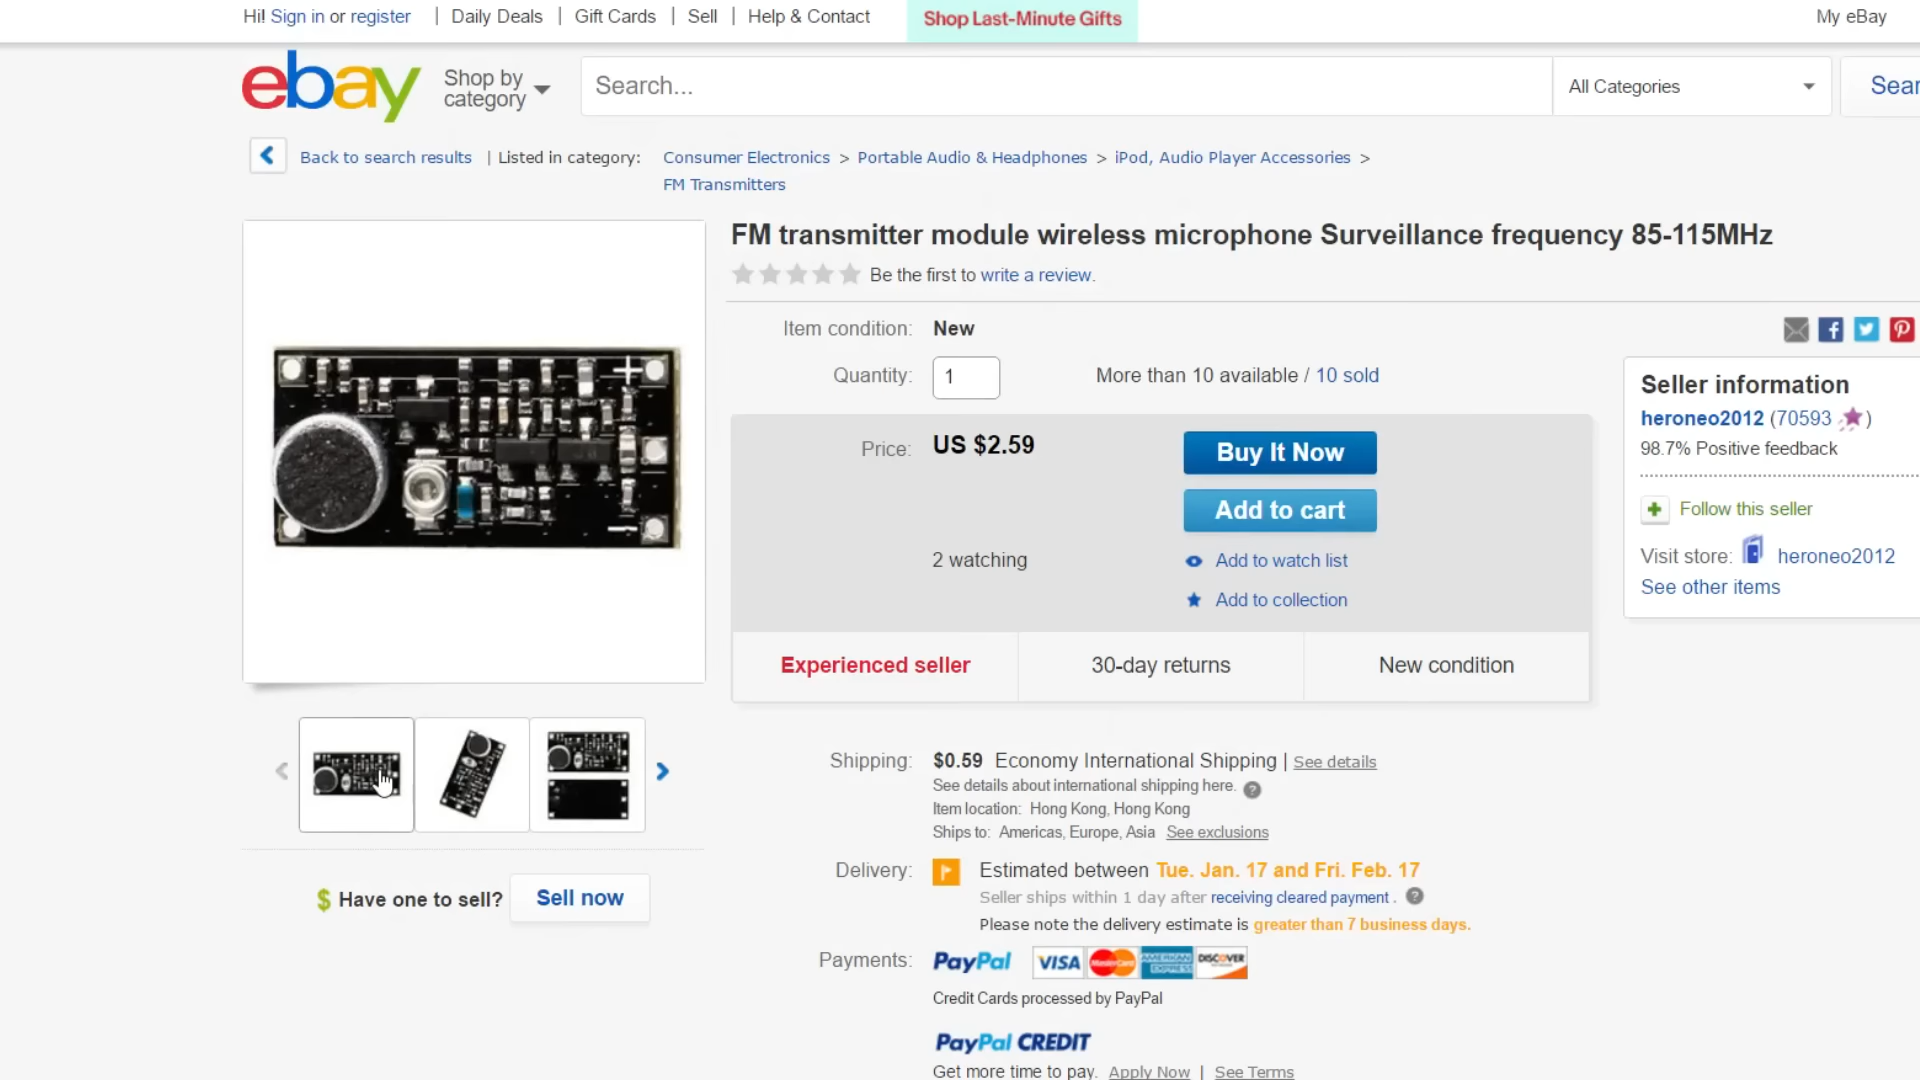 Hi! Sign in or register | Daily Deals | Gift Cards | Sell | Help & Contact
Shop Last-Minute Gifts
My eBay
ebay
Shop by
category
Search...
All Categories
Back to search results | Listed in category: Consumer Electronics > Portable Audio & Headphones > iPod, Audio Player Accessories >
FM Transmitters
FM transmitter module wireless microphone Surveillance frequency 85-115MHz
Be the first to write a review.
Item condition: New
Quantity: 1 More than 10 available / 10 sold
Price: US $2.59
Buy It Now
Add to cart
2 watching
Add to watch list
Add to collection
Experienced seller
30-day returns
New condition
Seller information
heroneo2012 (70593)
98.7% Positive feedback
Follow this seller
Visit store: heroneo2012
See other items
Have one to sell? Sell now
Shipping: $0.59 Economy International Shipping | See details
See details about international shipping here.
Item location: Hong Kong, Hong Kong
Ships to: Americas, Europe, Asia See exclusions
Delivery: Estimated between Tue. Jan. 17 and Fri. Feb. 17
Seller ships within 1 day after receiving cleared payment .
Please note the delivery estimate is greater than 7 business days.
Payments: PayPal VISA MasterCard AMERICAN EXPRESS DISCOVER
Credit Cards processed by PayPal
PayPal CREDIT
Get more time to pay. Apply Now | See Terms